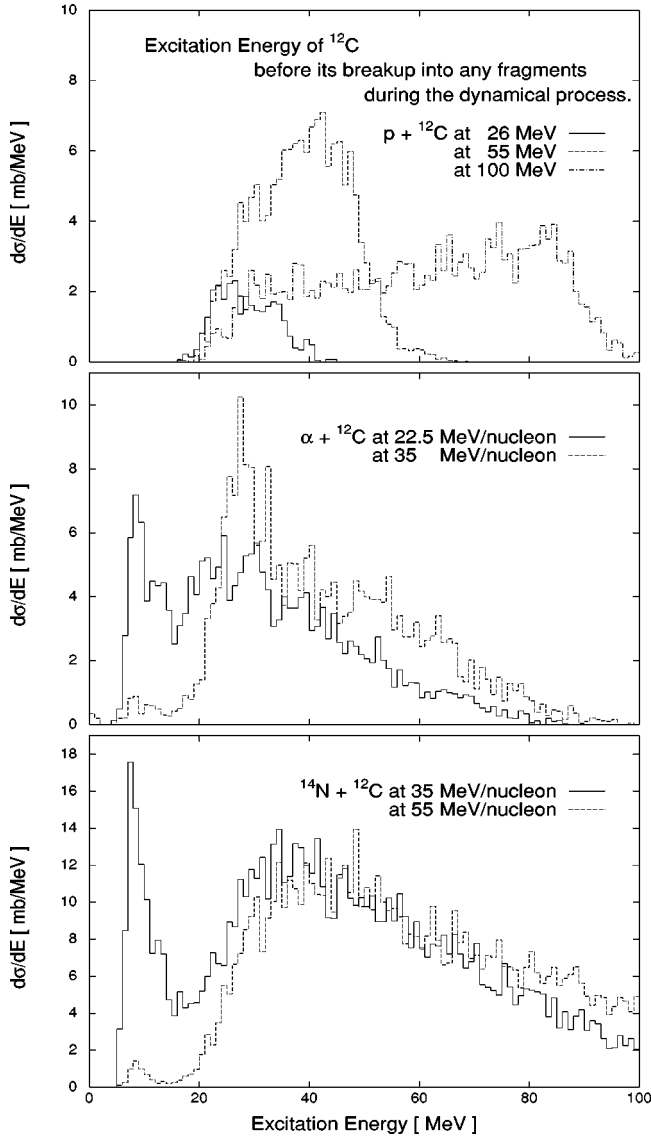 10
8
6
4
2
0
dσ/dE [ mb/MeV]
Excitation Energy of ¹²C
before its breakup into any fragments
during the dynamical process.
p + ¹²C at 26 MeV
at 55 MeV
at 100 MeV
10
8
6
4
2
0
dσ/dE [ mb/MeV]
α + ¹²C at 22.5 MeV/nucleon
at 35 MeV/nucleon
18
16
14
12
10
8
6
4
2
0
dσ/dE [ mb/MeV]
¹⁴N + ¹²C at 35 MeV/nucleon
at 55 MeV/nucleon
0 20 40 60 80 100
Excitation Energy [ MeV]